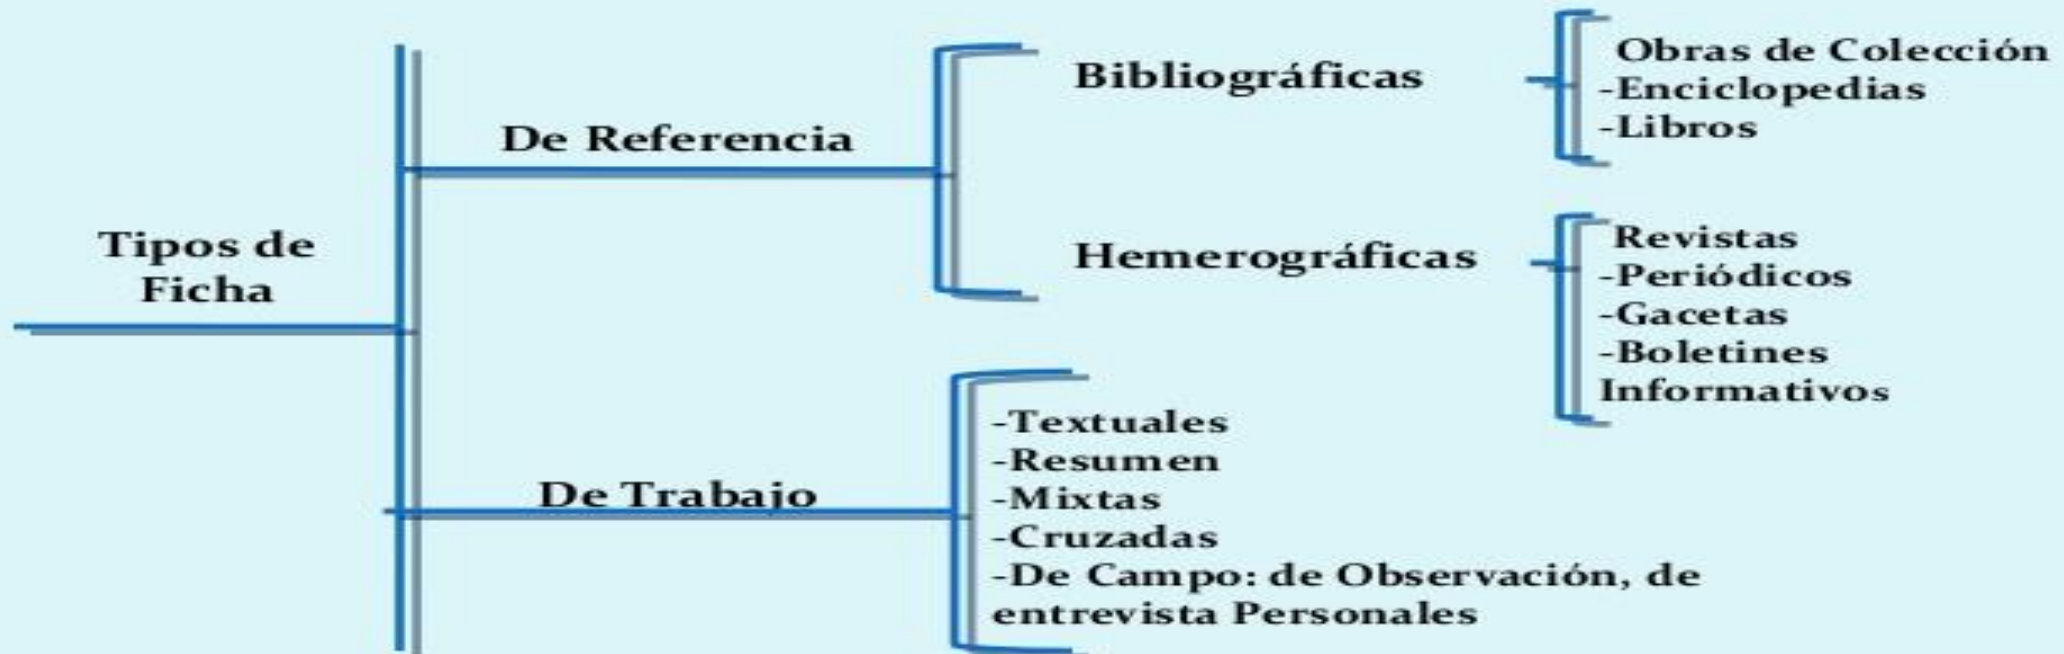 Tipos de
Ficha
De Referencia
Bibliográficas
Obras de Colección
-Enciclopedias
-Libros
Hemerográficas
Revistas
-Periódicos
-Gacetas
-Boletines
Informativos
De Trabajo
-Textuales
-Resumen
-Mixtas
-Cruzadas
-De Campo: de Observación, de
entrevista Personales